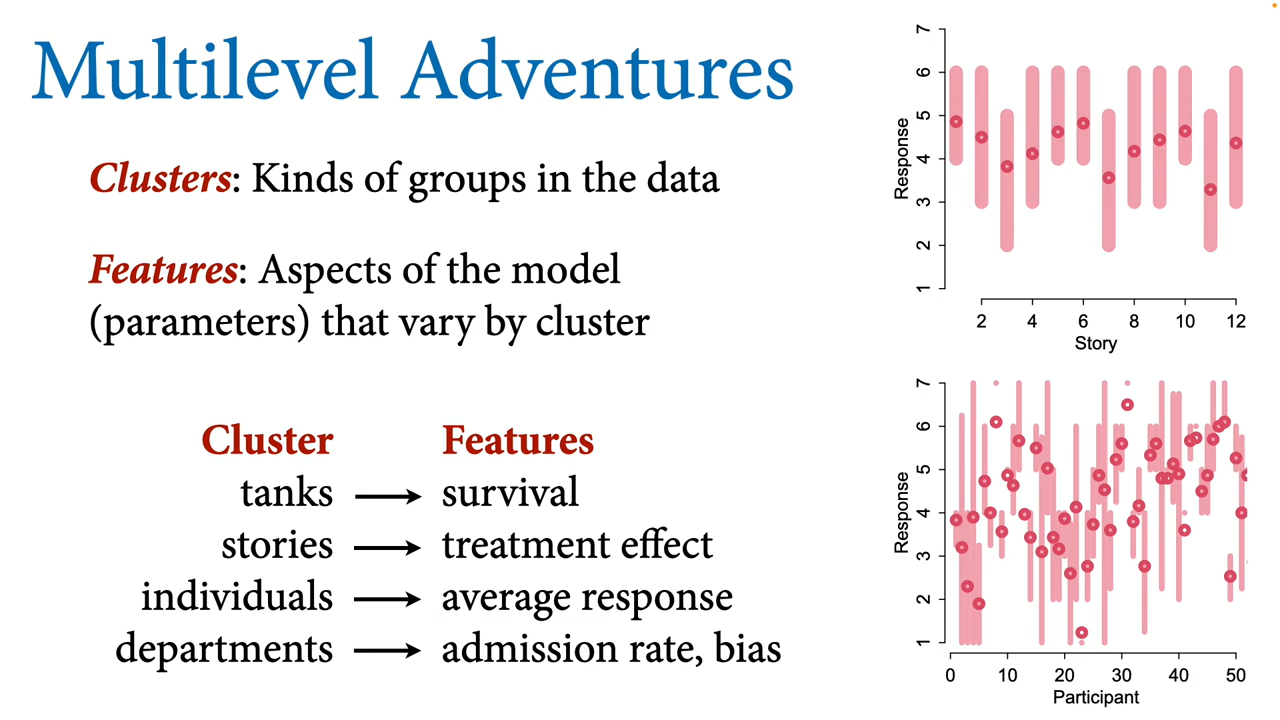 Multilevel Adventures
Clusters: Kinds of groups in the data
Features: Aspects of the model
(parameters) that vary by cluster
Cluster Features
tanks → survival
stories → treatment effect
individuals → average response
departments → admission rate, bias
7
6
5
4
3
2
1
Response
2 4 6 8 10 12
Story
7
6
5
4
3
2
1
Response
0 10 20 30 40 50
Participant